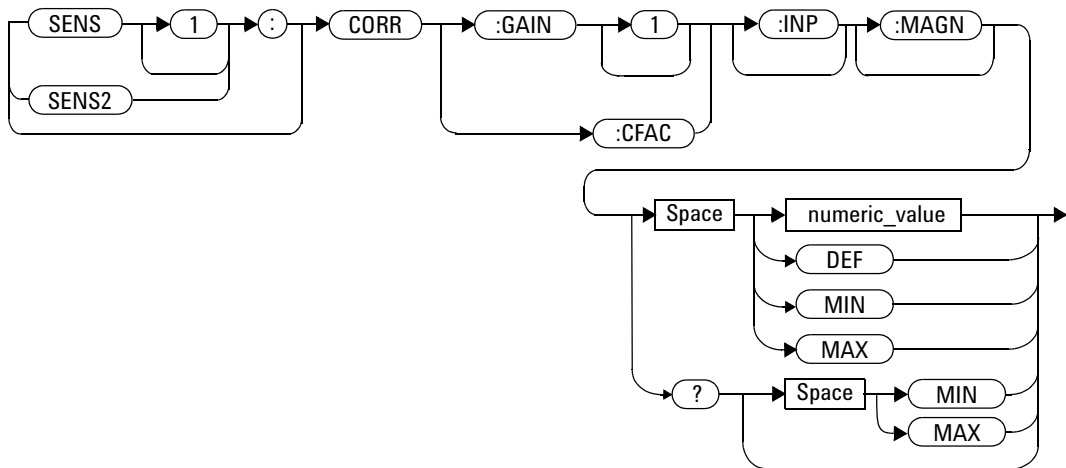 SENS 1 : CORR :GAIN 1 :INP :MAGN
SENS2
:CFAC
Space numeric_value
DEF
MIN
MAX
? Space MIN
MAX